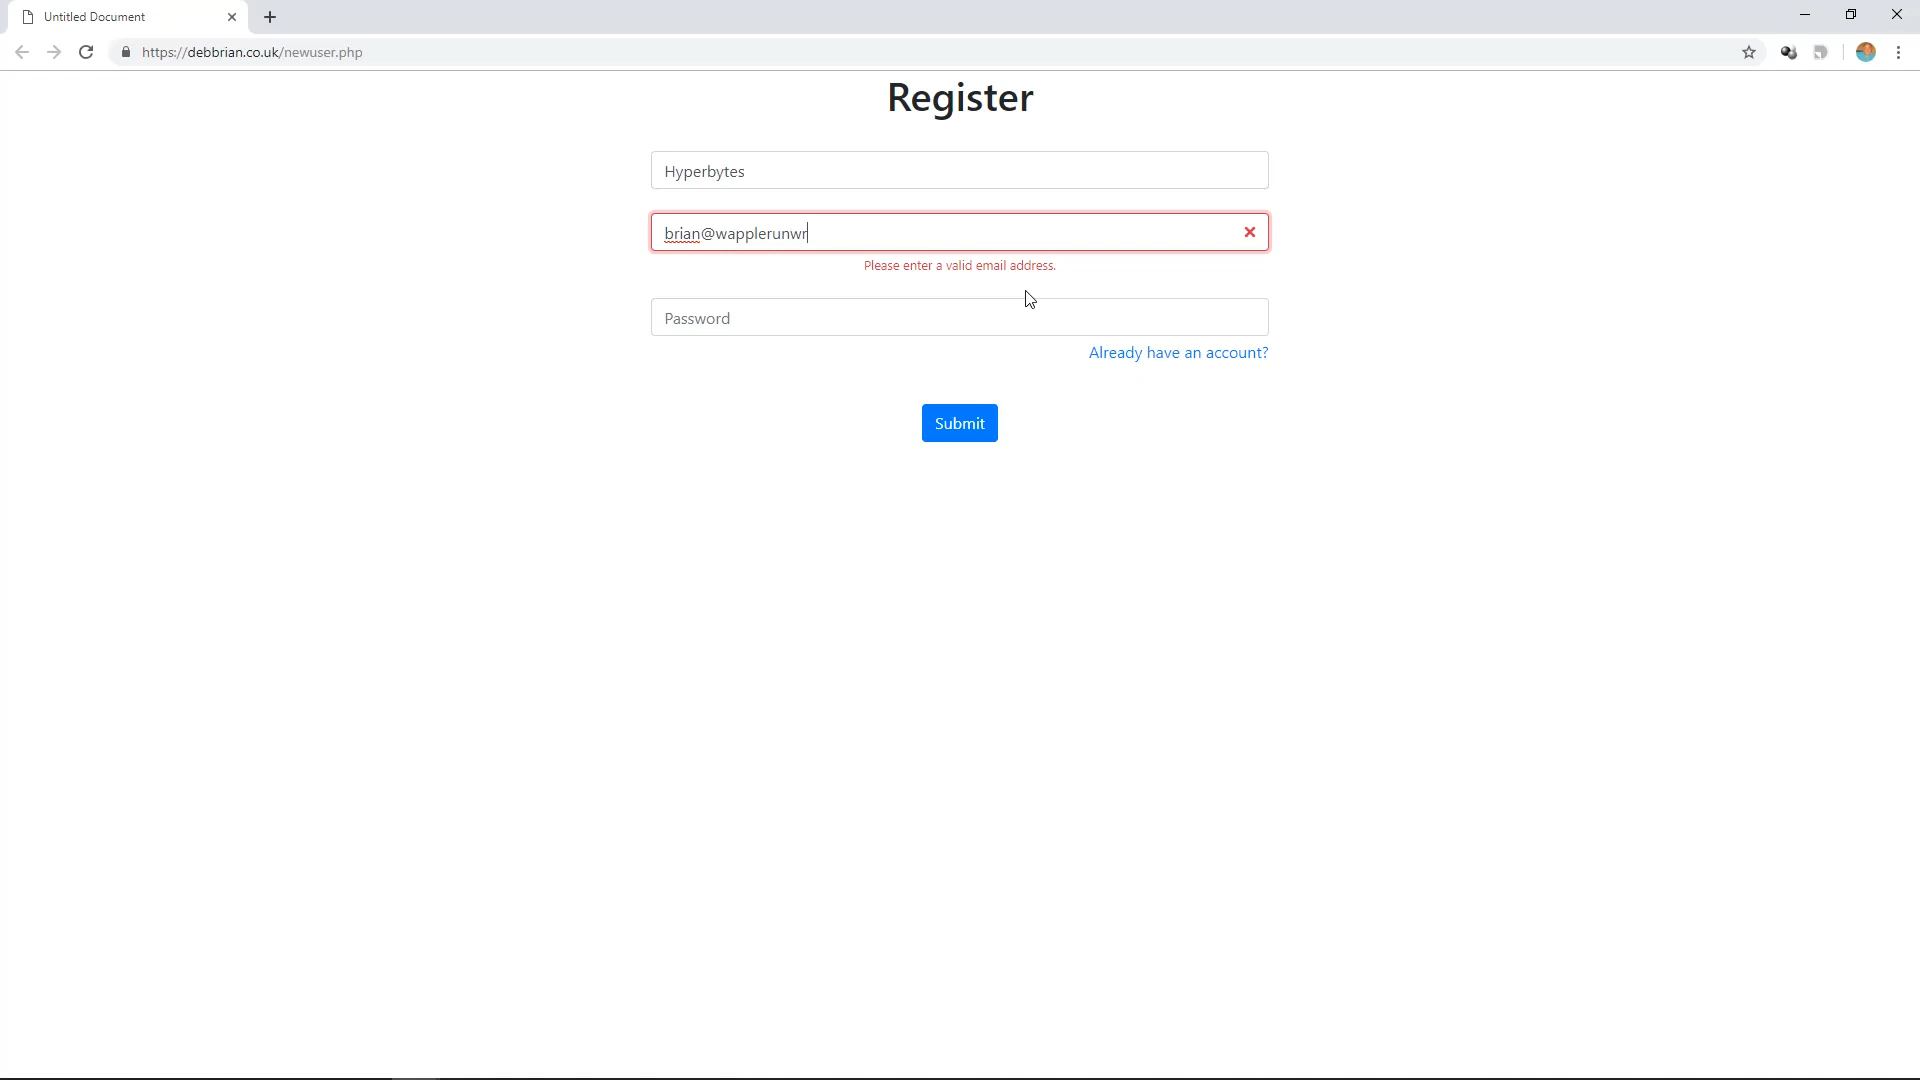 Untitled Document
https://debbrian.co.uk/newuser.php
Register
Hyperbytes
brian@wapplerunwr
Please enter a valid email address.
Password
Already have an account?
Submit